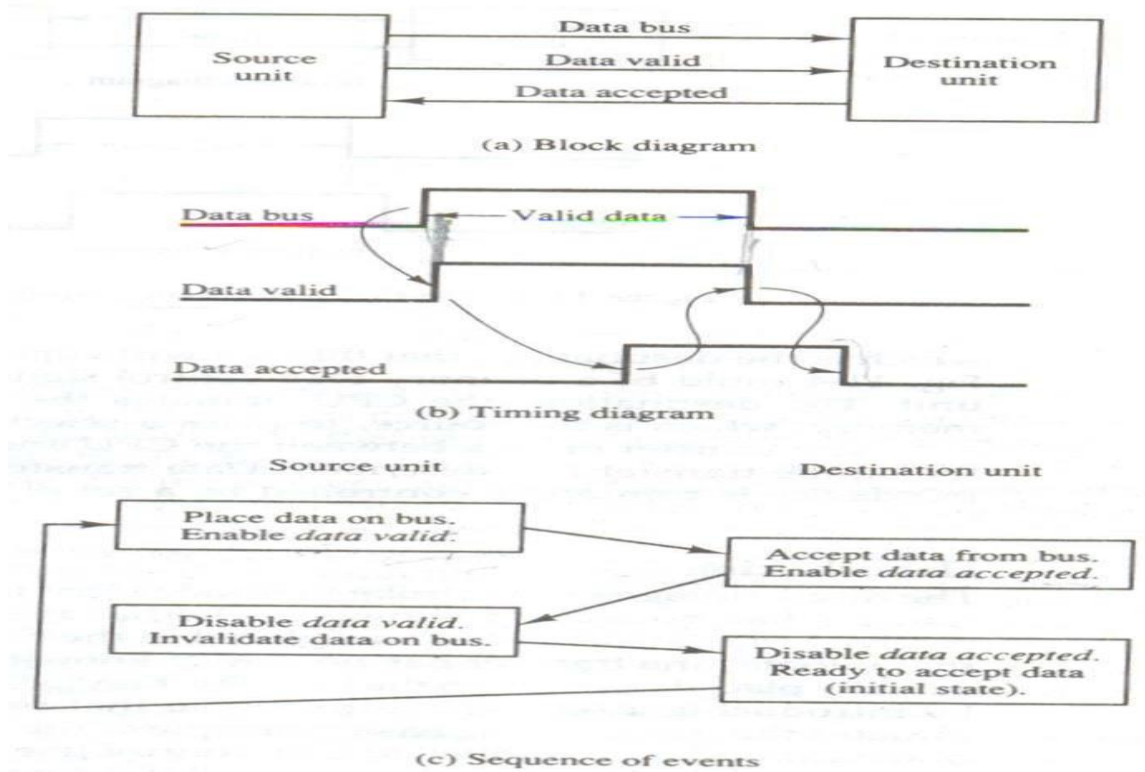 Data bus
Source
unit
Data valid
Destination
unit
Data accepted
(a) Block diagram
Data bus
Valid data
Data valid
Data accepted
(b) Timing diagram
Source unit
Destination unit
Place data on bus.
Enable data valid.
Accept data from bus.
Enable data accepted.
Disable data valid.
Invalidate data on bus.
Disable data accepted.
Ready to accept data
(initial state).
(c) Sequence of events